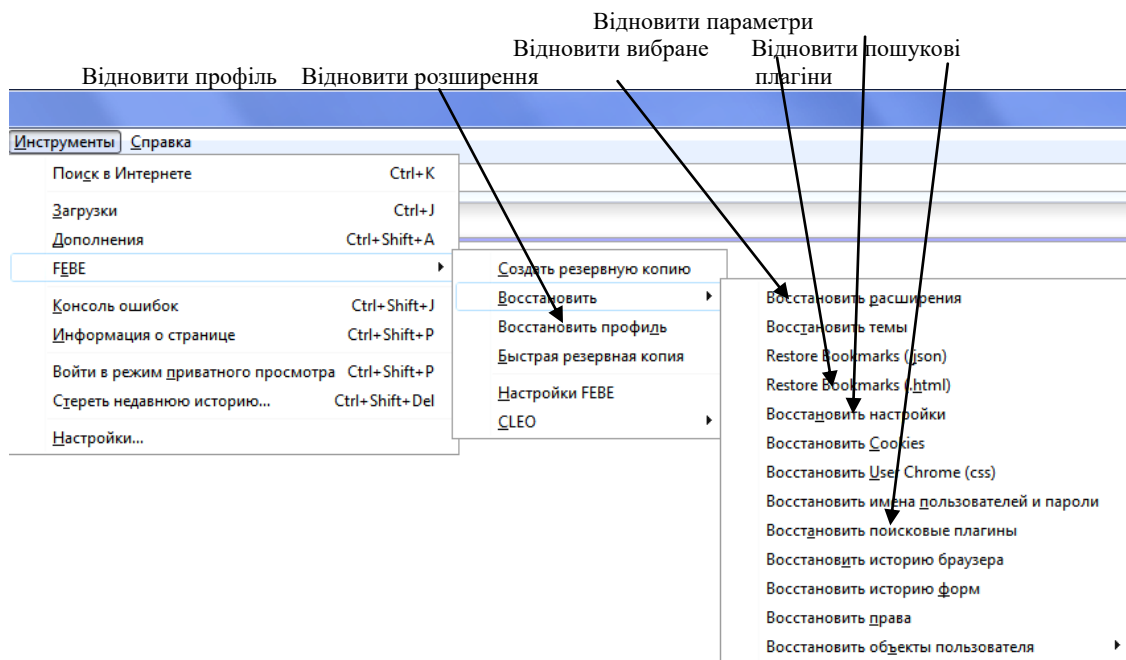 Відновити параметри
Відновити вибране Відновити пошукові
Відновити профіль Відновити розширення плагіни
Инструменты Справка
Поиск в Интернете Ctrl+K
Загрузки Ctrl+J
Дополнения Ctrl+Shift+A
FEBE
Консоль ошибок Ctrl+Shift+J
Информация о странице Ctrl+Shift+P
Войти в режим приватного просмотра Ctrl+Shift+P
Стереть недавнюю историю... Ctrl+Shift+Del
Настройки...
Создать резервную копию
Восстановить
Восстановить профиль
Быстрая резервная копия
Настройки FEBE
CLEO
Восстановить расширения
Восстановить темы
Restore Bookmarks (.json)
Restore Bookmarks (.html)
Восстановить настройки
Восстановить Cookies
Восстановить User Chrome (css)
Восстановить имена пользователей и пароли
Восстановить поисковые плагины
Восстановить историю браузера
Восстановить историю форм
Восстановить права
Восстановить объекты пользователя